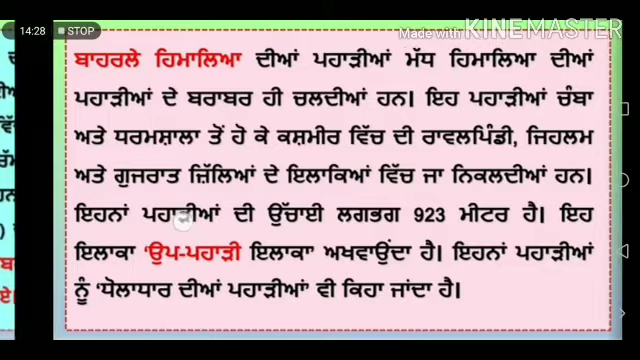 14:28
STOP
Made with KINEMASTER
ਬਾਹਰਲੇ ਹਿਮਾਲਿਆ ਦੀਆਂ ਪਹਾੜੀਆਂ ਮੱਧ ਹਿਮਾਲਿਆ ਦੀਆਂ
ਪਹਾੜੀਆਂ ਦੇ ਬਰਾਬਰ ਹੀ ਚਲਦੀਆਂ ਹਨ। ਇਹ ਪਹਾੜੀਆਂ ਚੰਬਾ
ਅਤੇ ਧਰਮਸ਼ਾਲਾ ਤੋਂ ਹੋ ਕੇ ਕਸ਼ਮੀਰ ਵਿੱਚ ਦੀ ਰਾਵਲਪਿੰਡੀ, ਜਿਹਲਮ
ਅਤੇ ਗੁਜਰਾਤ ਜ਼ਿੱਲਿਆਂ ਦੇ ਇਲਾਕਿਆਂ ਵਿੱਚ ਜਾ ਨਿਕਲਦੀਆਂ ਹਨ।
ਇਹਨਾਂ ਪਹਾੜੀਆਂ ਦੀ ਉੱਚਾਈ ਲਗਭਗ 923 ਮੀਟਰ ਹੈ। ਇਹ
ਇਲਾਕਾ ‘ਉਪ-ਪਹਾੜੀ ਇਲਾਕਾ’ ਅਖਵਾਉਂਦਾ ਹੈ। ਇਹਨਾਂ ਪਹਾੜੀਆਂ
ਨੂੰ ‘ਧੋਲਾਧਾਰ ਦੀਆਂ ਪਹਾੜੀਆਂ’ ਵੀ ਕਿਹਾ ਜਾਂਦਾ ਹੈ।